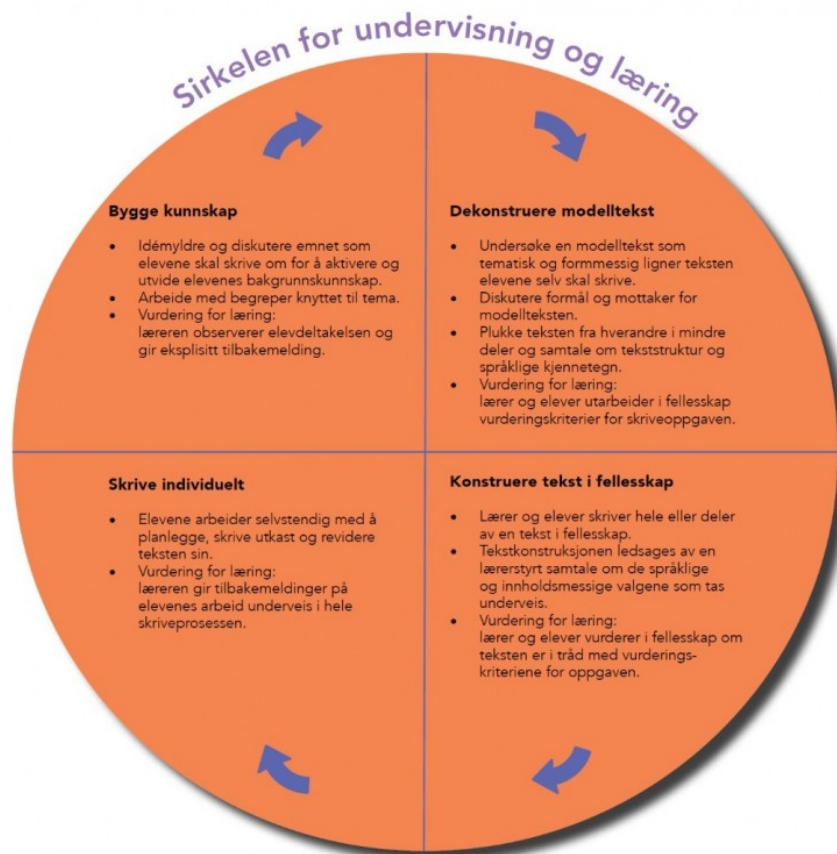 Sirkelen for undervisning og læring
Bygge kunnskap
• Idémyldre og diskutere emnet som
elevene skal skrive om for å aktivere og
utvide elevenes bakgrunnskunnskap.
• Arbeide med begreper knyttet til tema.
• Vurdering for læring:
læreren observerer elevdeltakelsen og
gir eksplisitt tilbakemelding.
Dekonstruere modelltekst
• Undersøke en modelltekst som
tematisk og formmessig ligner teksten
elevene selv skal skrive.
• Diskutere formål og mottaker for
modellteksten.
• Plukke teksten fra hverandre i mindre
deler og samtale om tekststruktur og
språklige kjennetegn.
• Vurdering for læring:
lærer og elever utarbeider i fellesskap
vurderingskriterier for skriveoppgaven.
Konstruere tekst i fellesskap
• Lærer og elever skriver hele eller deler
av en tekst i fellesskap.
• Tekstkonstruksjonen ledsages av en
lærerstyrt samtale om de språklige
og innholdsmessige valgene som tas
underveis.
• Vurdering for læring:
lærer og elever vurderer i fellesskap om
teksten er i tråd med vurderings-
kriteriene for oppgaven.
Skrive individuelt
• Elevene arbeider selvstendig med å
planlegge, skrive utkast og revidere
teksten sin.
• Vurdering for læring:
læreren gir tilbakemeldinger på
elevenes arbeid underveis i hele
skriveprosessen.